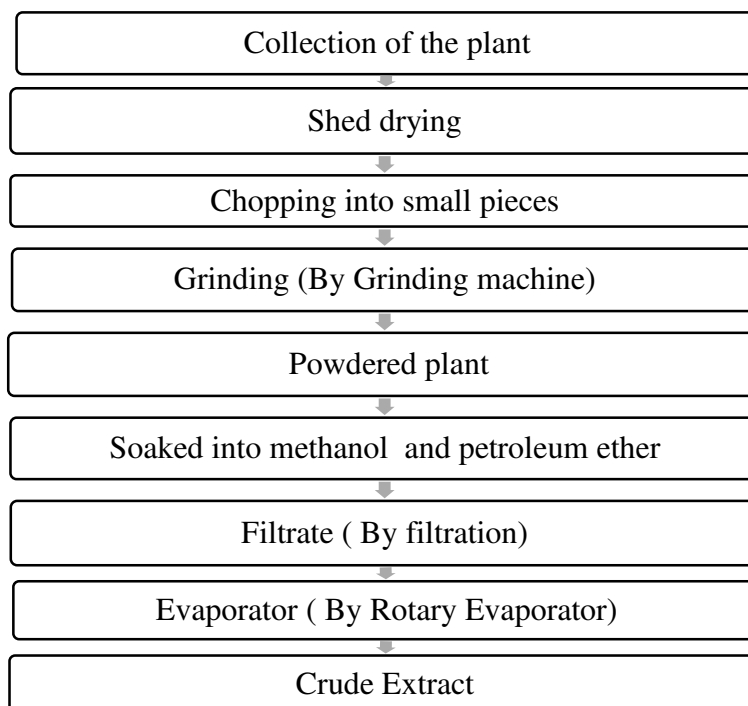 Collection of the plant
Shed drying
Chopping into small pieces
Grinding (By Grinding machine)
Powdered plant
Soaked into methanol  and petroleum ether
Filtrate ( By filtration)
Evaporator ( By Rotary Evaporator)
Crude Extract